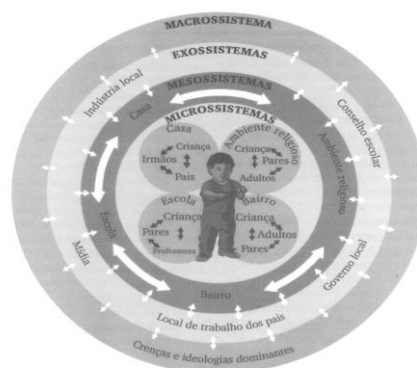 MACROSSISTEMA
EXOSSISTEMAS
Indústria local
Conselho escolar
MESOSSISTEMAS
Casa
Ambiente religioso
MICROSSISTEMAS
Casa
Criança
Irmãos
Pais
Ambiente religioso
Criança
Pares
Adultos
Escola
Criança
Pares
Professores
Bairro
Criança
Adultos
Pares
Escola
Bairro
Mídia
Governo local
Local de trabalho dos pais
Crenças e ideologias dominantes